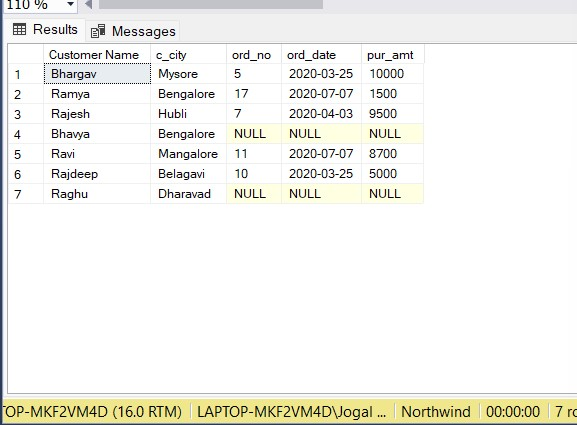 110 %
Results Messages
Customer Name c_city ord_no ord_date pur_amt
1 Bhargav Mysore 5 2020-03-25 10000
2 Ramya Bengalore 17 2020-07-07 1500
3 Rajesh Hubli 7 2020-04-03 9500
4 Bhavya Bengalore NULL NULL NULL
5 Ravi Mangalore 11 2020-07-07 8700
6 Rajdeep Belagavi 10 2020-03-25 5000
7 Raghu Dharavad NULL NULL NULL
TOP-MKF2VM4D (16.0 RTM) LAPTOP-MKF2VM4D\Jogal ... Northwind 00:00:00 7 ro